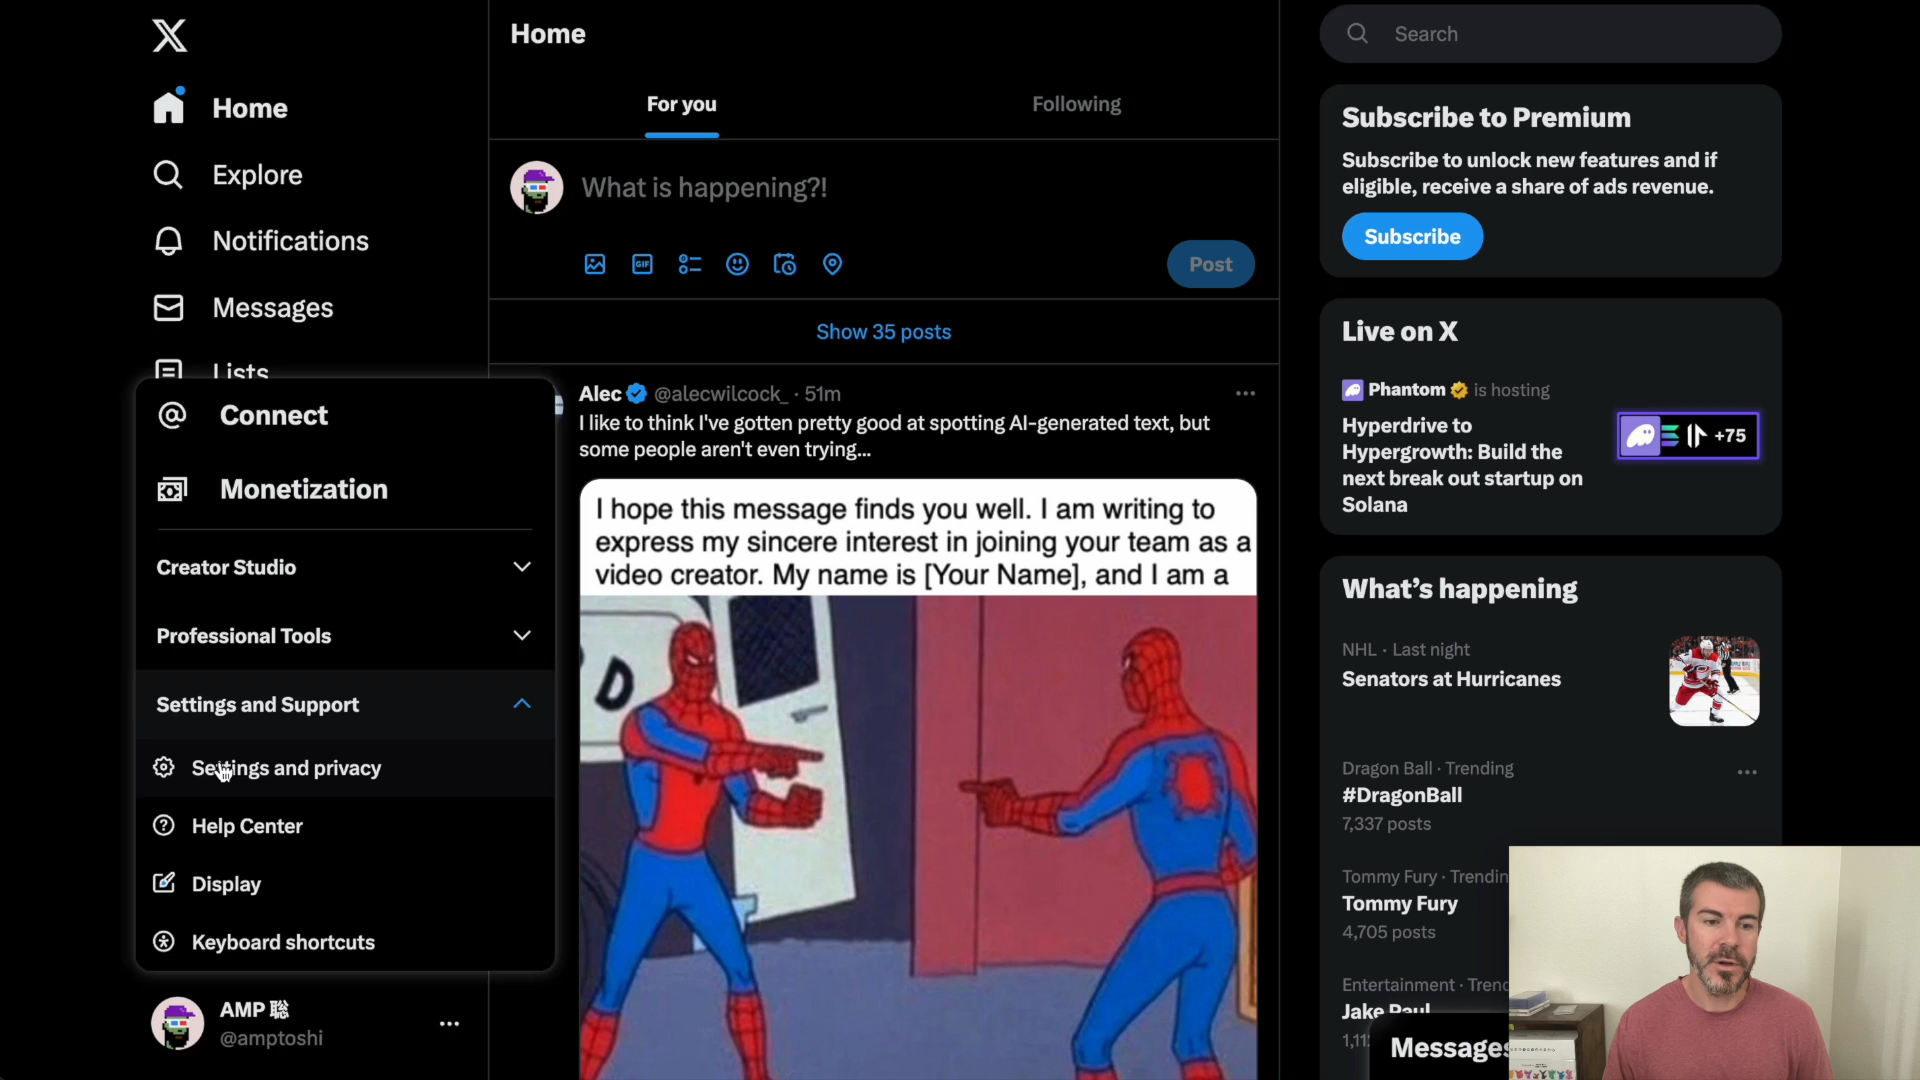 Home
Explore
Notifications
Messages
Lists
Connect
Monetization
Creator Studio
Professional Tools
Settings and Support
Settings and privacy
Help Center
Display
Keyboard shortcuts
AMP 聡
@amptoshi
Home
For you
Following
What is happening?!
GIF
Post
Show 35 posts
Alec @alecwilcock_ · 51m
I like to think I've gotten pretty good at spotting AI-generated text, but
some people aren't even trying...
I hope this message finds you well. I am writing to
express my sincere interest in joining your team as a
video creator. My name is [Your Name], and I am a
D
Search
Subscribe to Premium
Subscribe to unlock new features and if
eligible, receive a share of ads revenue.
Subscribe
Live on X
Phantom is hosting
Hyperdrive to
Hypergrowth: Build the
next break out startup on
Solana
+75
What's happening
NHL · Last night
Senators at Hurricanes
Dragon Ball · Trending
#DragonBall
7,337 posts
Tommy Fury · Trendin
Tommy Fury
4,705 posts
Entertainment · Trend
Jake Paul
1,11
Messages